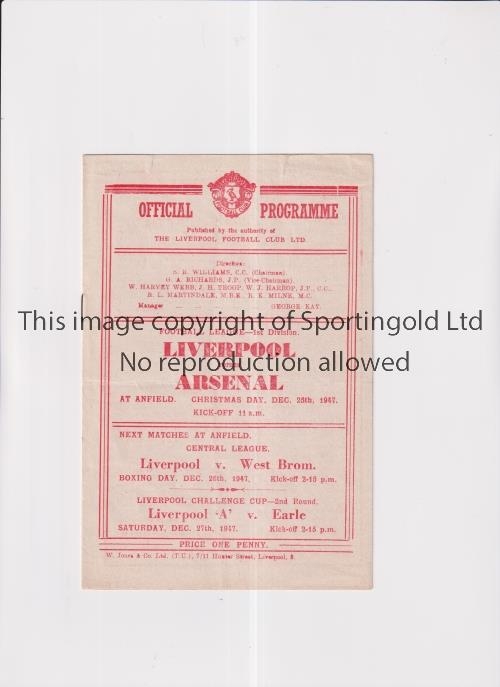 OFFICIAL PROGRAMME
Published by the authority of
THE LIVERPOOL FOOTBALL CLUB LTD.
Directors:
S. R. WILLIAMS, C.C. (Chairman).
G. A. RICHARDS, J.P. (Vice-Chairman).
W. HARVEY WEBB, J. H. TROOP, W. J. HARROP, J.P., C.C.,
R. L. MARTINDALE, M.B.E., R. K. MILNE, M.C.
Manager — — GEORGE KAY.
This image copyright of Sportingold Ltd
FOOTBALL LEAGUE—1st Division.
LIVERPOOL
No reproduction allowed
ARSENAL
AT ANFIELD. CHRISTMAS DAY, DEC. 25th, 1947.
KICK-OFF 11 a.m.
NEXT MATCHES AT ANFIELD.
CENTRAL LEAGUE.
Liverpool v. West Brom.
BOXING DAY, DEC. 26th, 1947. Kick-off 2-15 p.m.
LIVERPOOL CHALLENGE CUP—2nd Round.
Liverpool 'A' v. Earle
SATURDAY, DEC. 27th, 1947. Kick-off 2-15 p.m.
PRICE ONE PENNY.
W. Jones & Co. Ltd. (T.U.), 7/11 Hunter Street, Liverpool, 3.